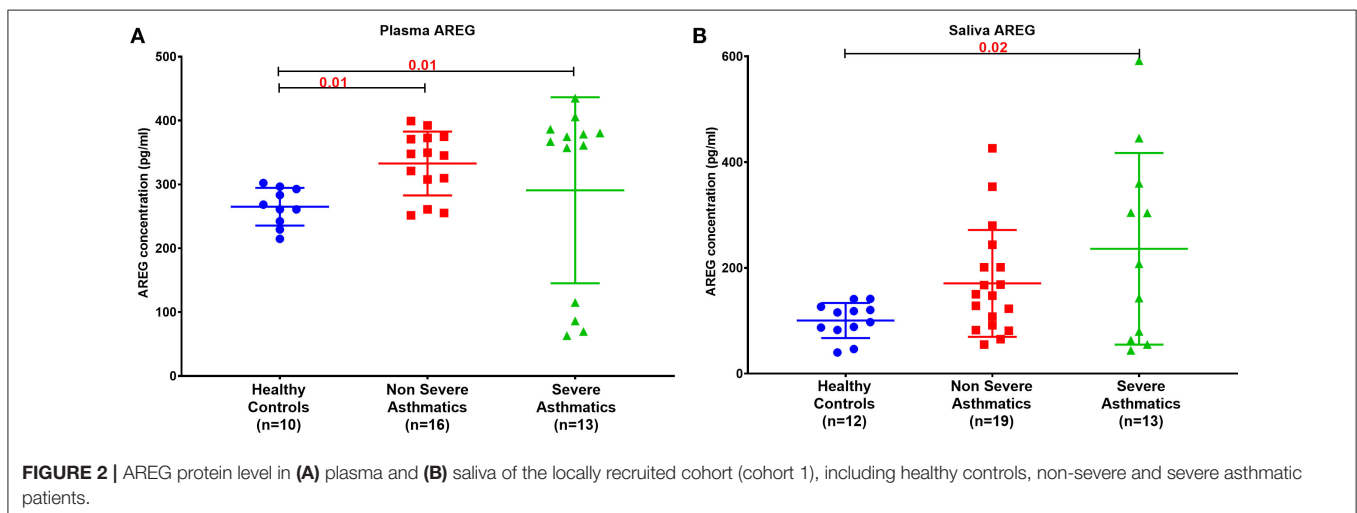 A
Plasma AREG
AREG concentration (pg/ml)
500
400
300
200
100
0
0.01
0.01
Healthy
Controls
(n=10)
Non Severe
Asthmatics
(n=16)
Severe
Asthmatics
(n=13)
B
Saliva AREG
AREG concentration (pg/ml)
600
400
200
0
0.02
Healthy
Controls
(n=12)
Non Severe
Asthmatics
(n=19)
Severe
Asthmatics
(n=13)
FIGURE 2 | AREG protein level in (A) plasma and (B) saliva of the locally recruited cohort (cohort 1), including healthy controls, non-severe and severe asthmatic
patients.